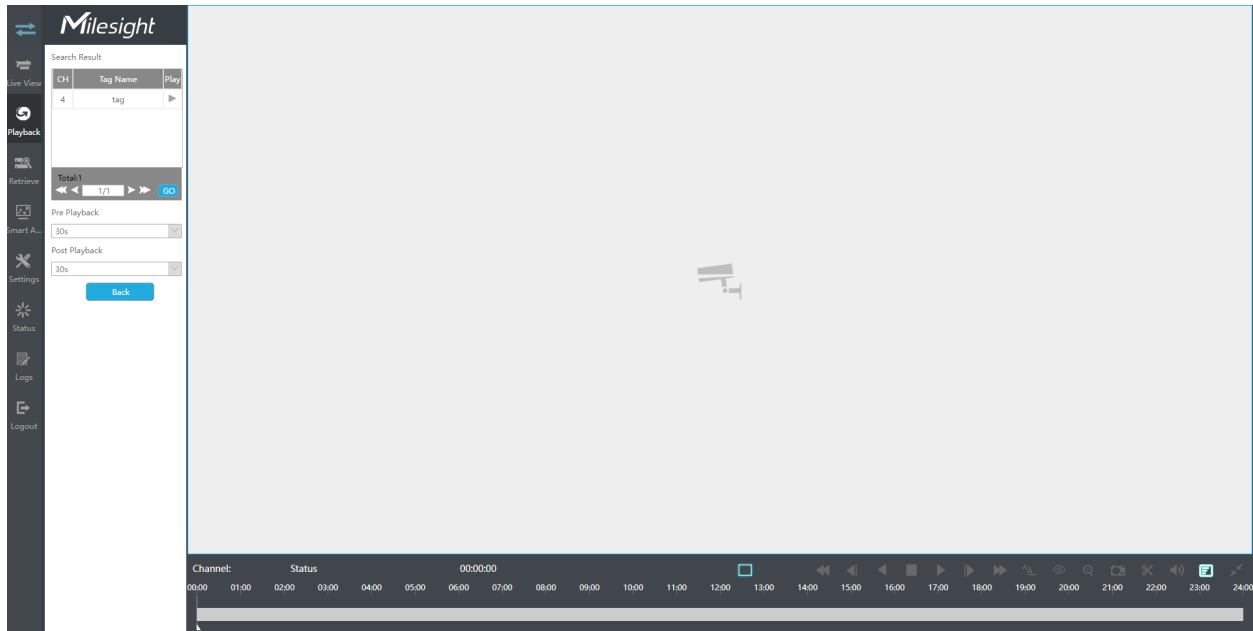 Milesight
Live View
Playback
Retrieve
Smart A...
Settings
Status
Logs
Logout
Search Result
CH Tag Name Play
4 tag
Total:1
1/1 GO
Pre Playback
30s
Post Playback
30s
Back
Channel: Status 00:00:00
00:00 01:00 02:00 03:00 04:00 05:00 06:00 07:00 08:00 09:00 10:00 11:00 12:00 13:00 14:00 15:00 16:00 17:00 18:00 19:00 20:00 21:00 22:00 23:00 24:00